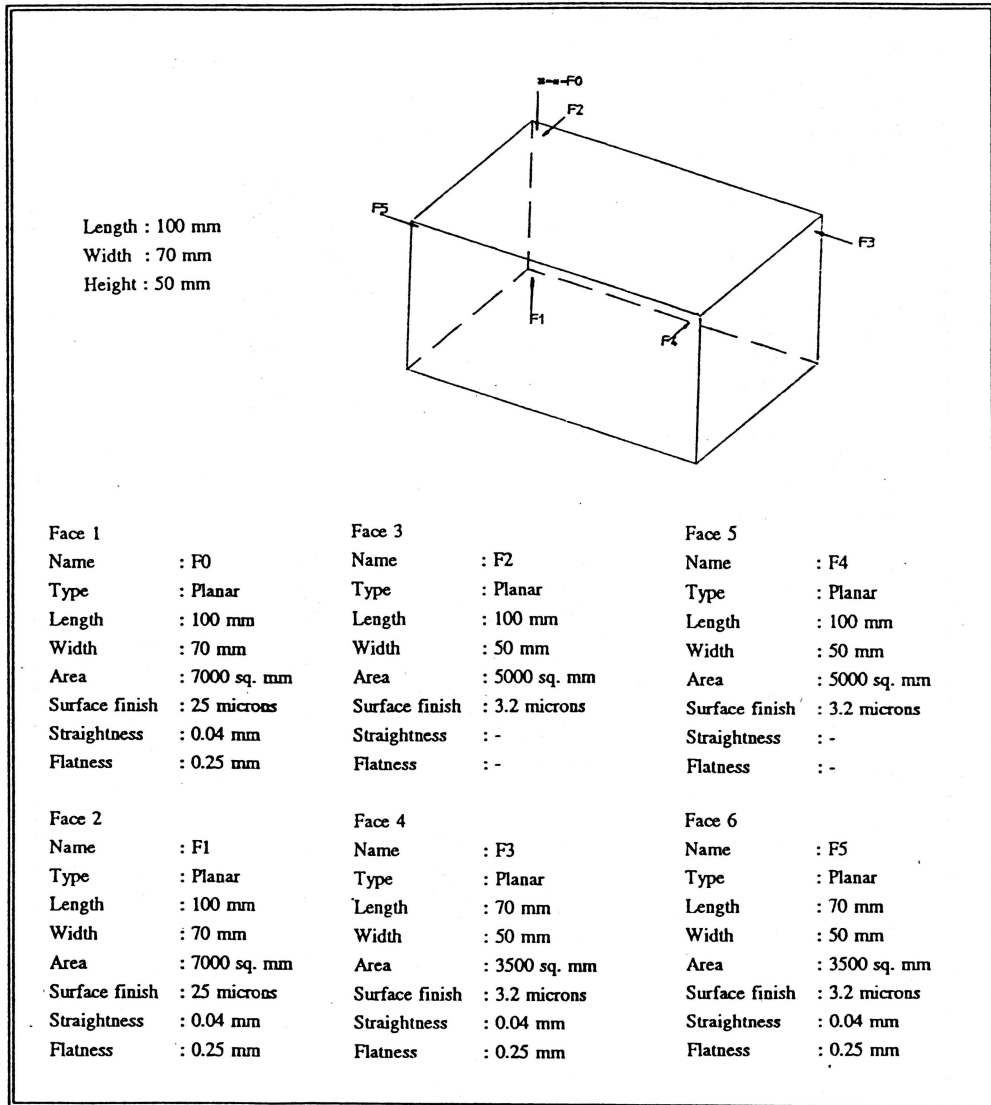 F0
F2
F5
F3
F1
F4
Length : 100 mm
Width : 70 mm
Height : 50 mm
Face 1
Name : F0
Type : Planar
Length : 100 mm
Width : 70 mm
Area : 7000 sq. mm
Surface finish : 25 microns
Straightness : 0.04 mm
Flatness : 0.25 mm
Face 2
Name : F1
Type : Planar
Length : 100 mm
Width : 70 mm
Area : 7000 sq. mm
Surface finish : 25 microns
Straightness : 0.04 mm
Flatness : 0.25 mm
Face 3
Name : F2
Type : Planar
Length : 100 mm
Width : 50 mm
Area : 5000 sq. mm
Surface finish : 3.2 microns
Straightness : -
Flatness : -
Face 4
Name : F3
Type : Planar
Length : 70 mm
Width : 50 mm
Area : 3500 sq. mm
Surface finish : 3.2 microns
Straightness : 0.04 mm
Flatness : 0.25 mm
Face 5
Name : F4
Type : Planar
Length : 100 mm
Width : 50 mm
Area : 5000 sq. mm
Surface finish : 3.2 microns
Straightness : -
Flatness : -
Face 6
Name : F5
Type : Planar
Length : 70 mm
Width : 50 mm
Area : 3500 sq. mm
Surface finish : 3.2 microns
Straightness : 0.04 mm
Flatness : 0.25 mm